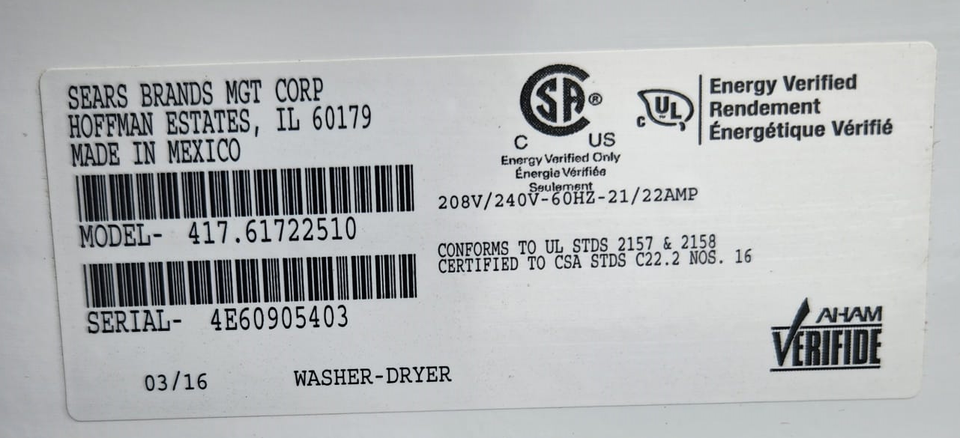 SEARS BRANDS MGT CORP
HOFFMAN ESTATES, IL 60179
MADE IN MEXICO
MODEL- 417.61722510
SERIAL- 4E60905403
03/16 WASHER-DRYER
CSA®
C US
Energy Verified Only
Énergie Vérifiée
Seulement
c UL
Energy Verified
Rendement
Énergétique Vérifié
208V/240V-60HZ-21/22AMP
CONFORMS TO UL STDS 2157 & 2158
CERTIFIED TO CSA STDS C22.2 NOS. 16
AHAM
VERIFIDE